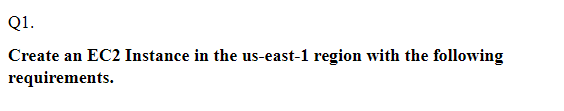 Q1.
Create an EC2 Instance in the us-east-1 region with the following
requirements.